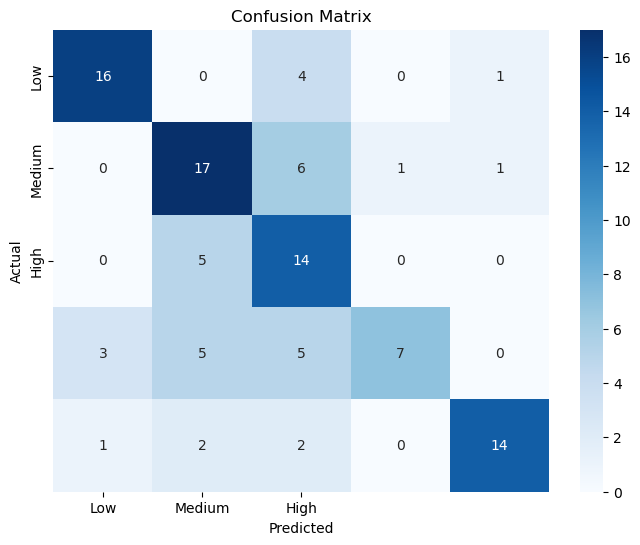 Confusion Matrix
Low 16 0 4 0 1 16
Medium 0 17 6 1 1 14
12
Actual
High 0 5 14 0 0 10
8
3 5 5 7 0 6
4
1 2 2 0 14 2
0
Low Medium High
Predicted